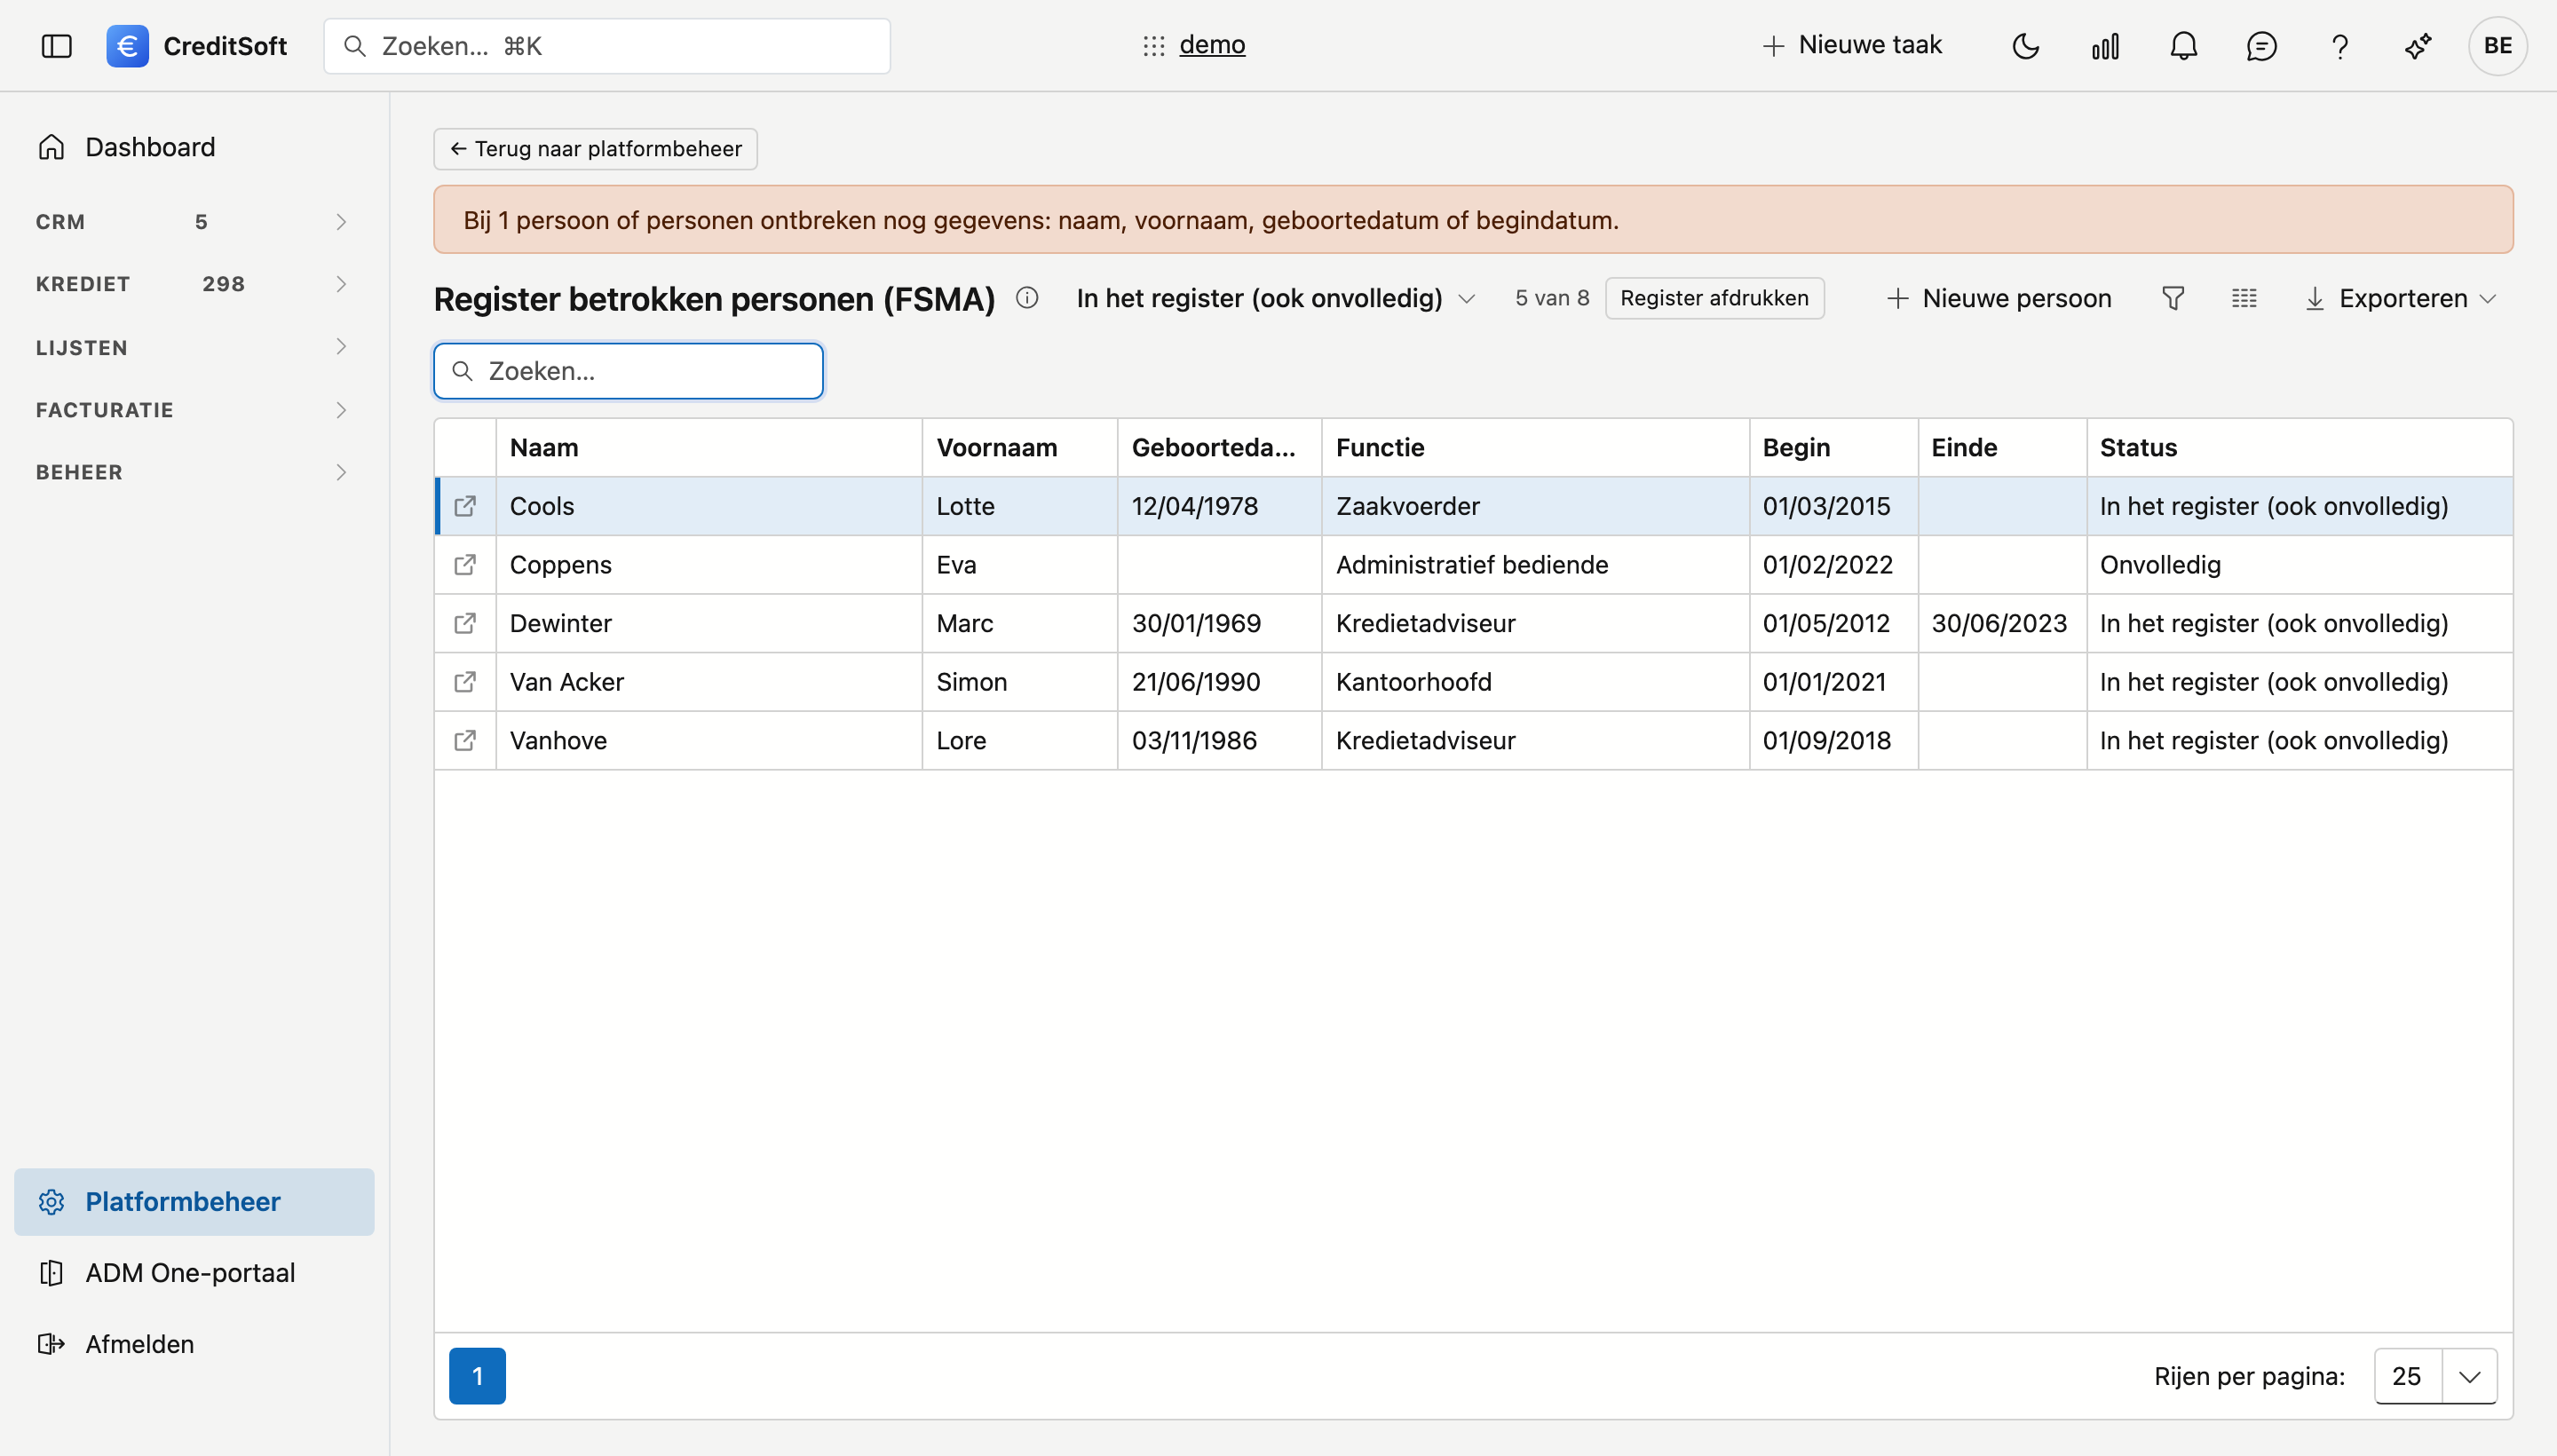 CreditSoft
Zoeken... ⌘K
demo
Nieuwe taak
BE
Dashboard
CRM 5
KREDIET 298
LIJSTEN
FACTURATIE
BEHEER
Platformbeheer
ADM One-portaal
Afmelden
← Terug naar platformbeheer
Bij 1 persoon of personen ontbreken nog gegevens: naam, voornaam, geboortedatum of begindatum.
Register betrokken personen (FSMA) In het register (ook onvolledig) 5 van 8 Register afdrukken Nieuwe persoon Exporteren
Zoeken...
Naam Voornaam Geboorteda... Functie Begin Einde Status
Cools Lotte 12/04/1978 Zaakvoerder 01/03/2015 In het register (ook onvolledig)
Coppens Eva Administratief bediende 01/02/2022 Onvolledig
Dewinter Marc 30/01/1969 Kredietadviseur 01/05/2012 30/06/2023 In het register (ook onvolledig)
Van Acker Simon 21/06/1990 Kantoorhoofd 01/01/2021 In het register (ook onvolledig)
Vanhove Lore 03/11/1986 Kredietadviseur 01/09/2018 In het register (ook onvolledig)
1
Rijen per pagina: 25